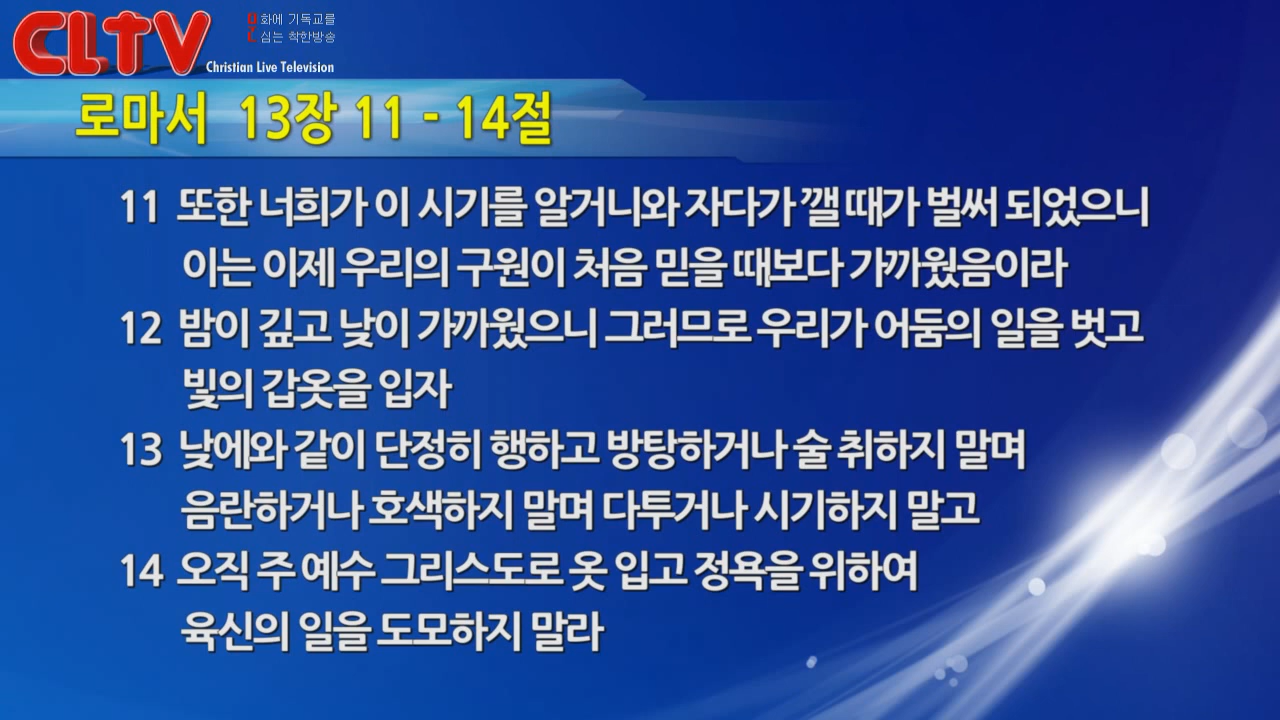 CLTV
문화에 기독교를
심는 착한방송
Christian Live Television
로마서 13장 11 - 14절
11 또한 너희가 이 시기를 알거니와 자다가 깰 때가 벌써 되었으니
이는 이제 우리의 구원이 처음 믿을 때보다 가까웠음이라
12 밤이 깊고 낮이 가까웠으니 그러므로 우리가 어둠의 일을 벗고
빛의 갑옷을 입자
13 낮에와 같이 단정히 행하고 방탕하거나 술 취하지 말며
음란하거나 호색하지 말며 다투거나 시기하지 말고
14 오직 주 예수 그리스도로 옷 입고 정욕을 위하여
육신의 일을 도모하지 말라